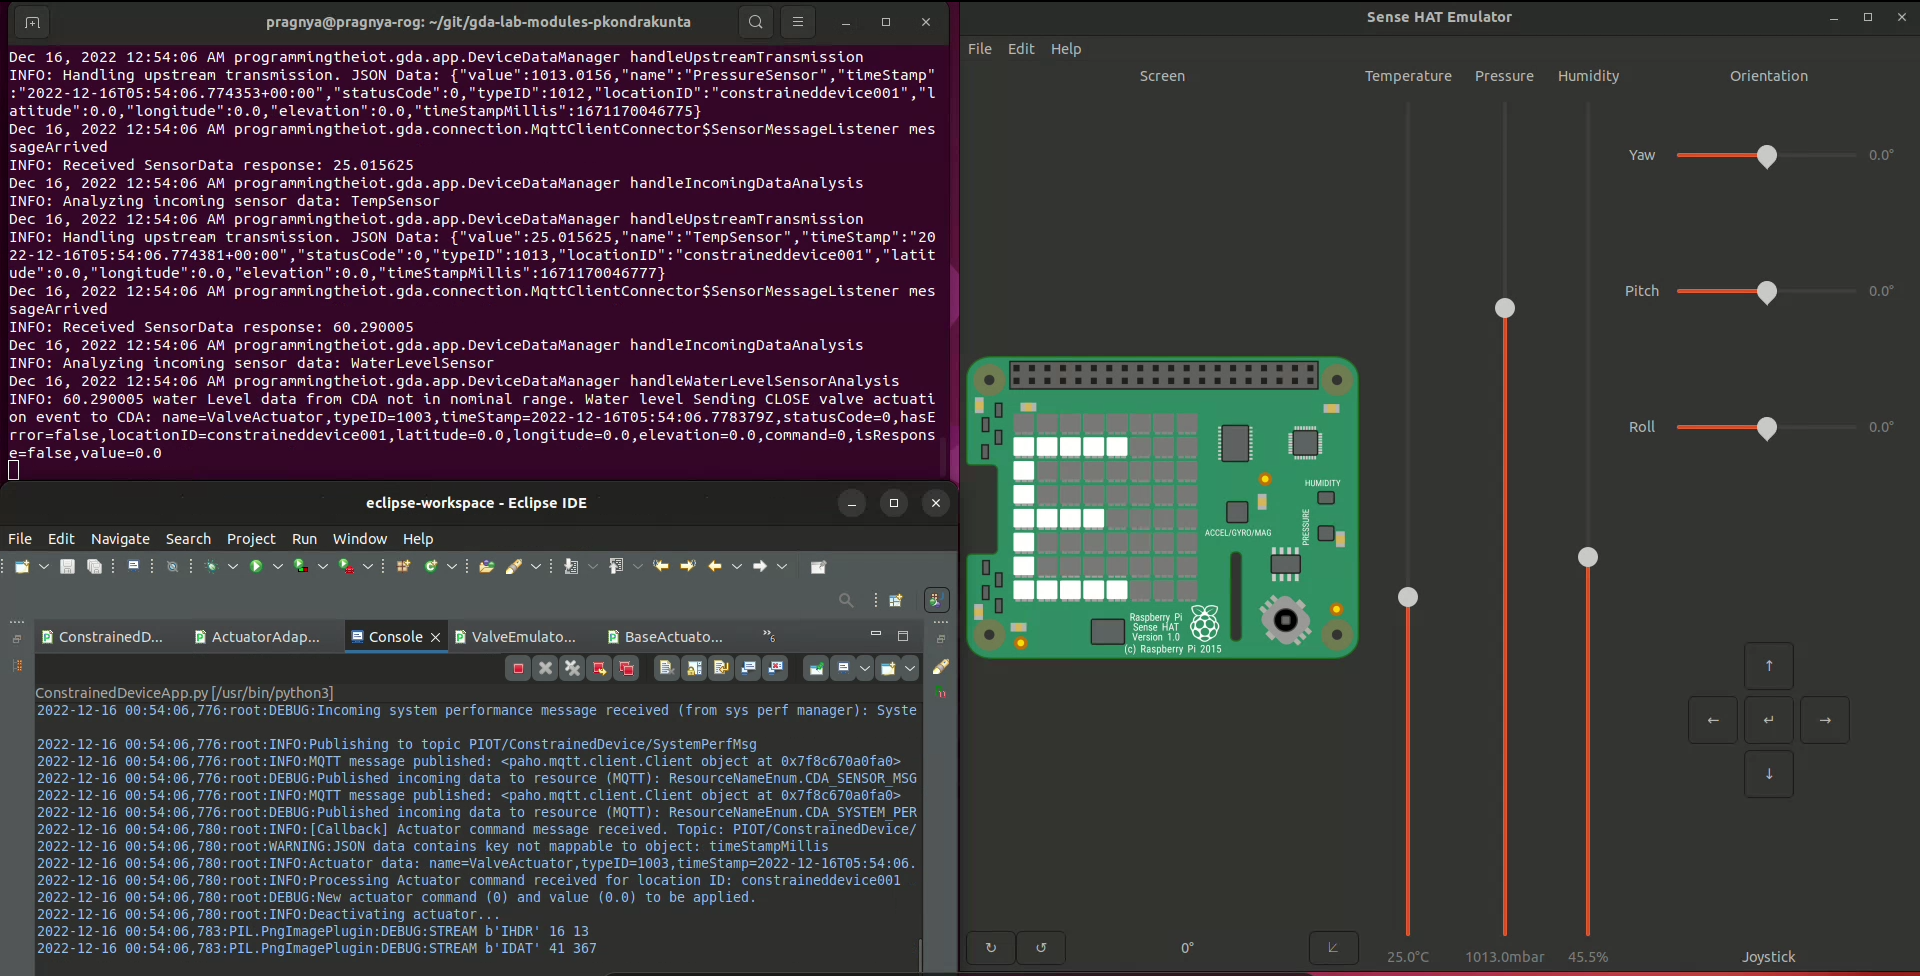 pragnya@pragnya-rog: ~/git/gda-lab-modules-pkondrakunta
Dec 16, 2022 12:54:06 AM programmingtheiot.gda.app.DeviceDataManager handleUpstreamTransmission
INFO: Handling upstream transmission. JSON Data: {"value":1013.0156,"name":"PressureSensor","timeStamp"
:"2022-12-16T05:54:06.774353+00:00","statusCode":0,"typeID":1012,"locationID":"constraineddevice001","l
atitude":0.0,"longitude":0.0,"elevation":0.0,"timeStampMillis":1671170046775}
Dec 16, 2022 12:54:06 AM programmingtheiot.gda.connection.MqttClientConnector$SensorMessageListener mes
sageArrived
INFO: Received SensorData response: 25.015625
Dec 16, 2022 12:54:06 AM programmingtheiot.gda.app.DeviceDataManager handleIncomingDataAnalysis
INFO: Analyzing incoming sensor data: TempSensor
Dec 16, 2022 12:54:06 AM programmingtheiot.gda.app.DeviceDataManager handleUpstreamTransmission
INFO: Handling upstream transmission. JSON Data: {"value":25.015625,"name":"TempSensor","timeStamp":"20
22-12-16T05:54:06.774381+00:00","statusCode":0,"typeID":1013,"locationID":"constraineddevice001","latit
ude":0.0,"longitude":0.0,"elevation":0.0,"timeStampMillis":1671170046777}
Dec 16, 2022 12:54:06 AM programmingtheiot.gda.connection.MqttClientConnector$SensorMessageListener mes
sageArrived
INFO: Received SensorData response: 60.290005
Dec 16, 2022 12:54:06 AM programmingtheiot.gda.app.DeviceDataManager handleIncomingDataAnalysis
INFO: Analyzing incoming sensor data: WaterLevelSensor
Dec 16, 2022 12:54:06 AM programmingtheiot.gda.app.DeviceDataManager handleWaterLevelSensorAnalysis
INFO: 60.290005 water Level data from CDA not in nominal range. Water level Sending CLOSE valve actuati
on event to CDA: name=ValveActuator,typeID=1003,timeStamp=2022-12-16T05:54:06.778379Z,statusCode=0,hasE
rror=false,locationID=constraineddevice001,latitude=0.0,longitude=0.0,elevation=0.0,command=0,isRespons
e=false,value=0.0
eclipse-workspace - Eclipse IDE
File Edit Navigate Search Project Run Window Help
ConstrainedD... ActuatorAdap... Console ValveEmulato... BaseActuato... »6
ConstrainedDeviceApp.py [/usr/bin/python3]
2022-12-16 00:54:06,776:root:DEBUG:Incoming system performance message received (from sys perf manager): Syste
2022-12-16 00:54:06,776:root:INFO:Publishing to topic PIOT/ConstrainedDevice/SystemPerfMsg
2022-12-16 00:54:06,776:root:INFO:MQTT message published: <paho.mqtt.client.Client object at 0x7f8c670a0fa0>
2022-12-16 00:54:06,776:root:DEBUG:Published incoming data to resource (MQTT): ResourceNameEnum.CDA_SENSOR_MSG
2022-12-16 00:54:06,776:root:INFO:MQTT message published: <paho.mqtt.client.Client object at 0x7f8c670a0fa0>
2022-12-16 00:54:06,776:root:DEBUG:Published incoming data to resource (MQTT): ResourceNameEnum.CDA_SYSTEM_PER
2022-12-16 00:54:06,780:root:INFO:[Callback] Actuator command message received. Topic: PIOT/ConstrainedDevice/
2022-12-16 00:54:06,780:root:WARNING:JSON data contains key not mappable to object: timeStampMillis
2022-12-16 00:54:06,780:root:INFO:Actuator data: name=ValveActuator,typeID=1003,timeStamp=2022-12-16T05:54:06.
2022-12-16 00:54:06,780:root:INFO:Processing Actuator command received for location ID: constraineddevice001
2022-12-16 00:54:06,780:root:DEBUG:New actuator command (0) and value (0.0) to be applied.
2022-12-16 00:54:06,780:root:INFO:Deactivating actuator...
2022-12-16 00:54:06,783:PIL.PngImagePlugin:DEBUG:STREAM b'IHDR' 16 13
2022-12-16 00:54:06,783:PIL.PngImagePlugin:DEBUG:STREAM b'IDAT' 41 367
Sense HAT Emulator
File Edit Help
Screen Temperature Pressure Humidity Orientation
Yaw 0.0°
Pitch 0.0°
Roll 0.0°
E
HUMIDITY
PRESSURE
ACCEL/GYRO/MAG
Raspberry Pi
Sense HAT
Version 1.0
(c) Raspberry Pi 2015
↑
← ↵ →
↓
↻ ↺ 0° 25.0°C 1013.0mbar 45.5% Joystick